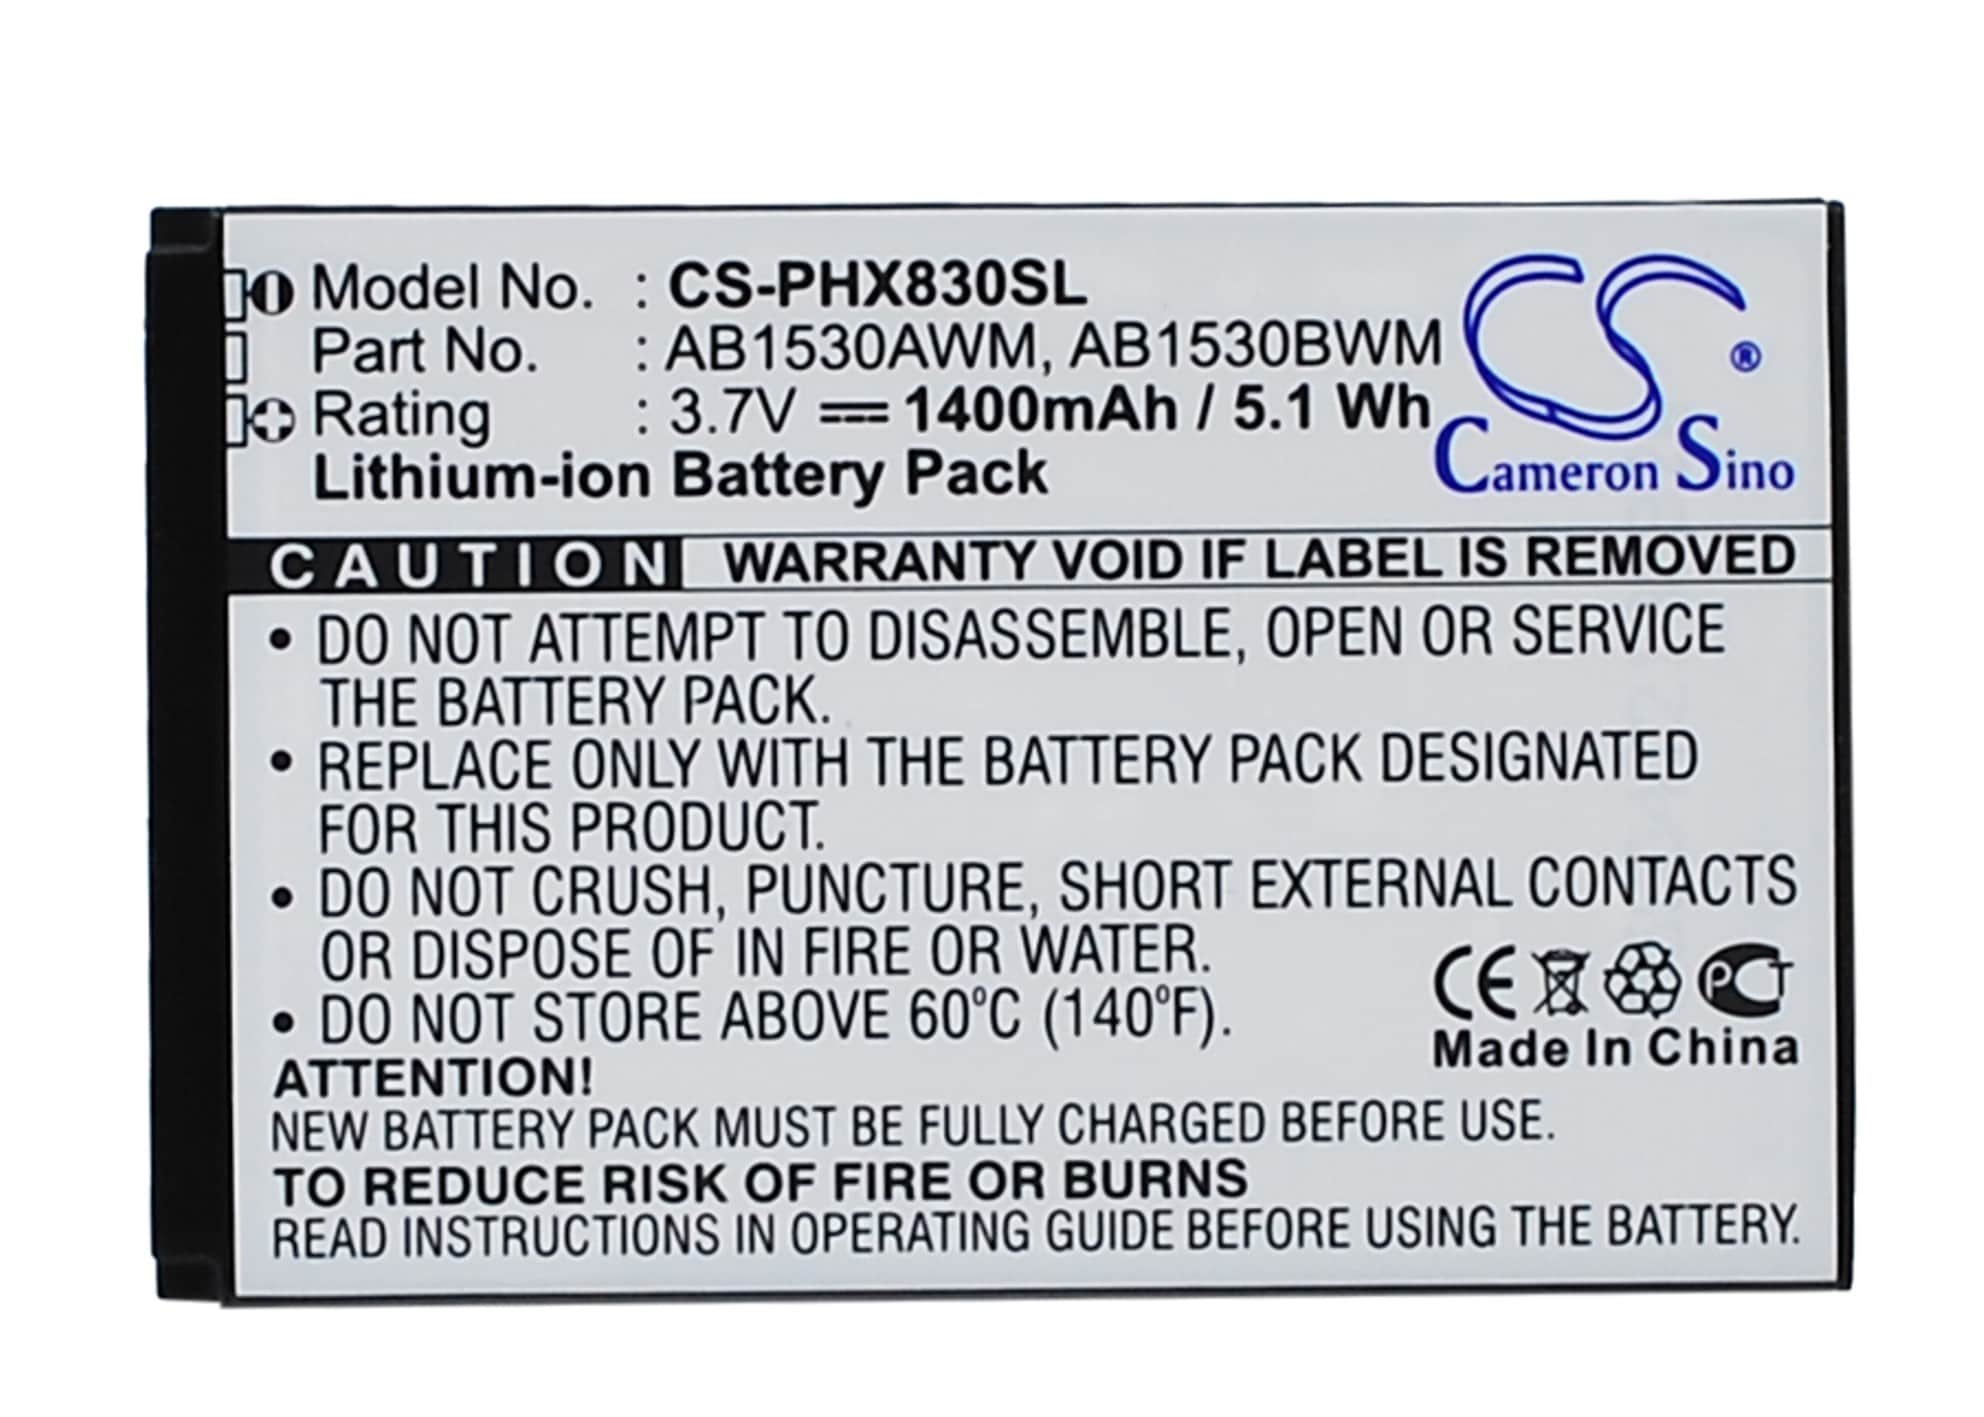 Model No. : CS-PHX830SL
Part No. : AB1530AWM, AB1530BWM
Rating : 3.7V 1400mAh / 5.1 Wh
Lithium-ion Battery Pack
CS ®
Cameron Sino
CAUTION WARRANTY VOID IF LABEL IS REMOVED
• DO NOT ATTEMPT TO DISASSEMBLE, OPEN OR SERVICE
THE BATTERY PACK.
• REPLACE ONLY WITH THE BATTERY PACK DESIGNATED
FOR THIS PRODUCT.
• DO NOT CRUSH, PUNCTURE, SHORT EXTERNAL CONTACTS
OR DISPOSE OF IN FIRE OR WATER.
• DO NOT STORE ABOVE 60°C (140°F).
CE PCT
Made In China
ATTENTION!
NEW BATTERY PACK MUST BE FULLY CHARGED BEFORE USE.
TO REDUCE RISK OF FIRE OR BURNS
READ INSTRUCTIONS IN OPERATING GUIDE BEFORE USING THE BATTERY.